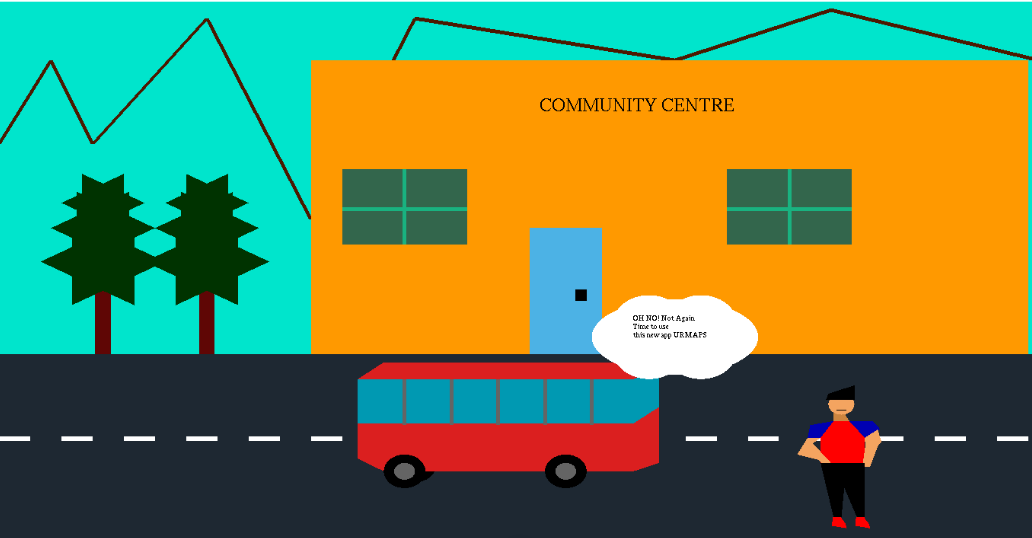 COMMUNITY CENTRE
OH NO! Not Again.
Time to use
this new app URMAPS